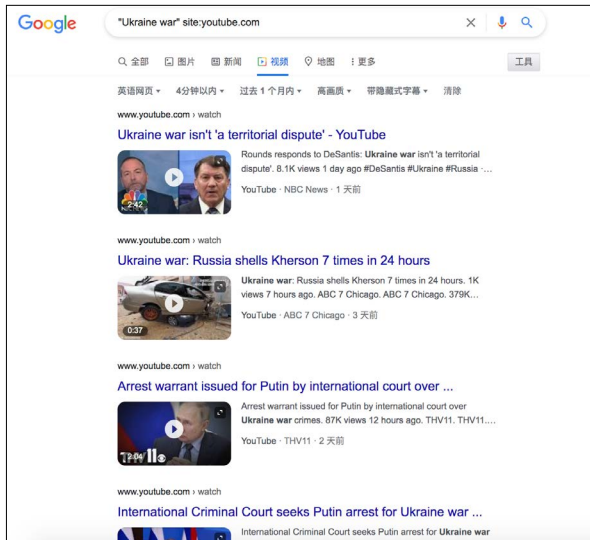 Google
"Ukraine war" site:youtube.com
全部 图片 新闻 视频 地图 更多 工具
英语网页 4分钟以内 过去 1 个月内 高画质 带隐藏式字幕 清除
www.youtube.com › watch
Ukraine war isn't 'a territorial dispute' - YouTube
Rounds responds to DeSantis: Ukraine war isn't 'a territorial
dispute'. 8.1K views 1 day ago #DeSantis #Ukraine #Russia ·...
YouTube · NBC News · 1 天前
2:42
www.youtube.com › watch
Ukraine war: Russia shells Kherson 7 times in 24 hours
Ukraine war: Russia shells Kherson 7 times in 24 hours. 1K
views 7 hours ago. ABC 7 Chicago. ABC 7 Chicago. 379K...
YouTube · ABC 7 Chicago · 3 天前
0:37
www.youtube.com › watch
Arrest warrant issued for Putin by international court over ...
Arrest warrant issued for Putin by international court over
Ukraine war crimes. 87K views 12 hours ago. THV11. THV11....
YouTube · THV11 · 2 天前
2:04
www.youtube.com › watch
International Criminal Court seeks Putin arrest for Ukraine war ...
International Criminal Court seeks Putin arrest for Ukraine war